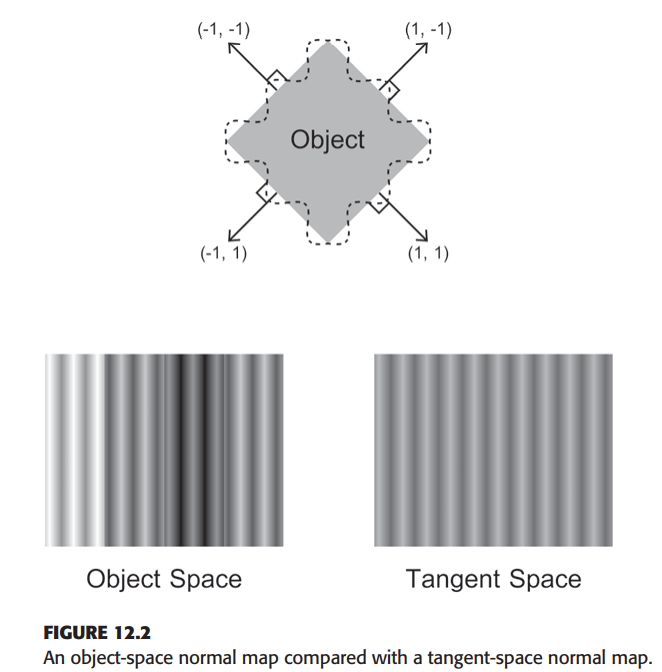 (-1, -1)
(1, -1)
Object
(-1, 1)
(1, 1)
Object Space
Tangent Space
FIGURE 12.2
An object-space normal map compared with a tangent-space normal map.